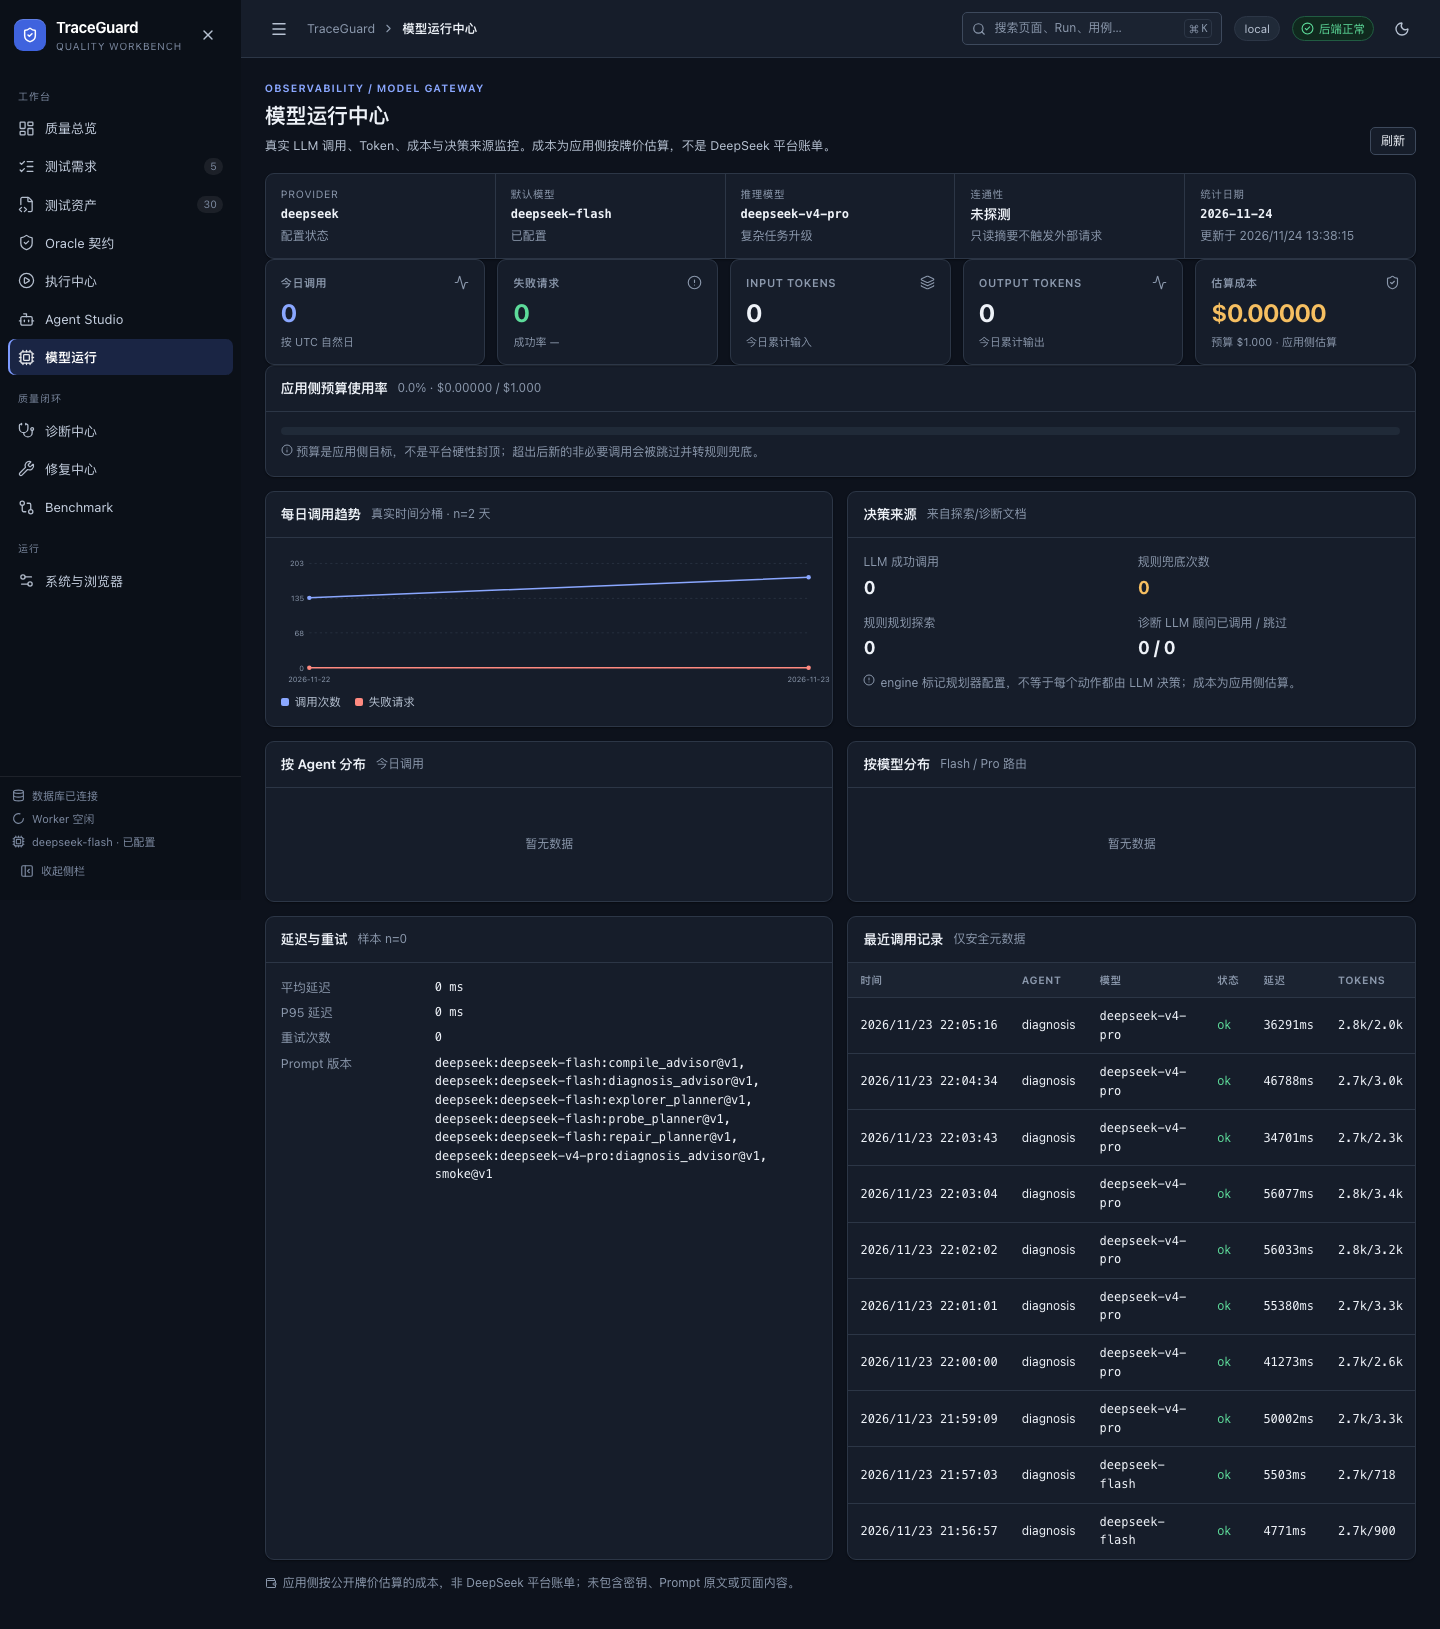 TraceGuard
QUALITY WORKBENCH
工作台
质量总览
测试需求 5
测试资产 30
Oracle 契约
执行中心
Agent Studio
模型运行
质量闭环
诊断中心
修复中心
Benchmark
运行
系统与浏览器
数据库已连接
Worker 空闲
deepseek-flash · 已配置
收起侧栏
TraceGuard > 模型运行中心
搜索页面、Run、用例... ⌘ K
local
后端正常
OBSERVABILITY / MODEL GATEWAY
模型运行中心
真实 LLM 调用、Token、成本与决策来源监控。成本为应用侧按牌价估算，不是 DeepSeek 平台账单。
刷新
PROVIDER
deepseek
配置状态
默认模型
deepseek-flash
已配置
推理模型
deepseek-v4-pro
复杂任务升级
连通性
未探测
只读摘要不触发外部请求
统计日期
2026-11-24
更新于 2026/11/24 13:38:15
今日调用
0
按 UTC 自然日
失败请求
0
成功率 —
INPUT TOKENS
0
今日累计输入
OUTPUT TOKENS
0
今日累计输出
估算成本
$0.00000
预算 $1.000 · 应用侧估算
应用侧预算使用率 0.0% · $0.00000 / $1.000
预算是应用侧目标，不是平台硬性封顶；超出后新的非必要调用会被跳过并转规则兜底。
每日调用趋势 真实时间分桶 · n=2 天
203
135
68
0
2026-11-22 2026-11-23
调用次数 失败请求
决策来源 来自探索/诊断文档
LLM 成功调用
0
规则兜底次数
0
规则规划探索
0
诊断 LLM 顾问已调用 / 跳过
0 / 0
engine 标记规划器配置，不等于每个动作都由 LLM 决策；成本为应用侧估算。
按 Agent 分布 今日调用
暂无数据
按模型分布 Flash / Pro 路由
暂无数据
延迟与重试 样本 n=0
平均延迟 0 ms
P95 延迟 0 ms
重试次数 0
Prompt 版本 deepseek:deepseek-flash:compile_advisor@v1,
deepseek:deepseek-flash:diagnosis_advisor@v1,
deepseek:deepseek-flash:explorer_planner@v1,
deepseek:deepseek-flash:probe_planner@v1,
deepseek:deepseek-flash:repair_planner@v1,
deepseek:deepseek-v4-pro:diagnosis_advisor@v1,
smoke@v1
最近调用记录 仅安全元数据
时间 AGENT 模型 状态 延迟 TOKENS
2026/11/23 22:05:16 diagnosis deepseek-v4-pro ok 36291ms 2.8k/2.0k
2026/11/23 22:04:34 diagnosis deepseek-v4-pro ok 46788ms 2.7k/3.0k
2026/11/23 22:03:43 diagnosis deepseek-v4-pro ok 34701ms 2.7k/2.3k
2026/11/23 22:03:04 diagnosis deepseek-v4-pro ok 56077ms 2.8k/3.4k
2026/11/23 22:02:02 diagnosis deepseek-v4-pro ok 56033ms 2.8k/3.2k
2026/11/23 22:01:01 diagnosis deepseek-v4-pro ok 55380ms 2.7k/3.3k
2026/11/23 22:00:00 diagnosis deepseek-v4-pro ok 41273ms 2.7k/2.6k
2026/11/23 21:59:09 diagnosis deepseek-v4-pro ok 50002ms 2.7k/3.3k
2026/11/23 21:57:03 diagnosis deepseek-flash ok 5503ms 2.7k/718
2026/11/23 21:56:57 diagnosis deepseek-flash ok 4771ms 2.7k/900
应用侧按公开牌价估算的成本，非 DeepSeek 平台账单；未包含密钥、Prompt 原文或页面内容。